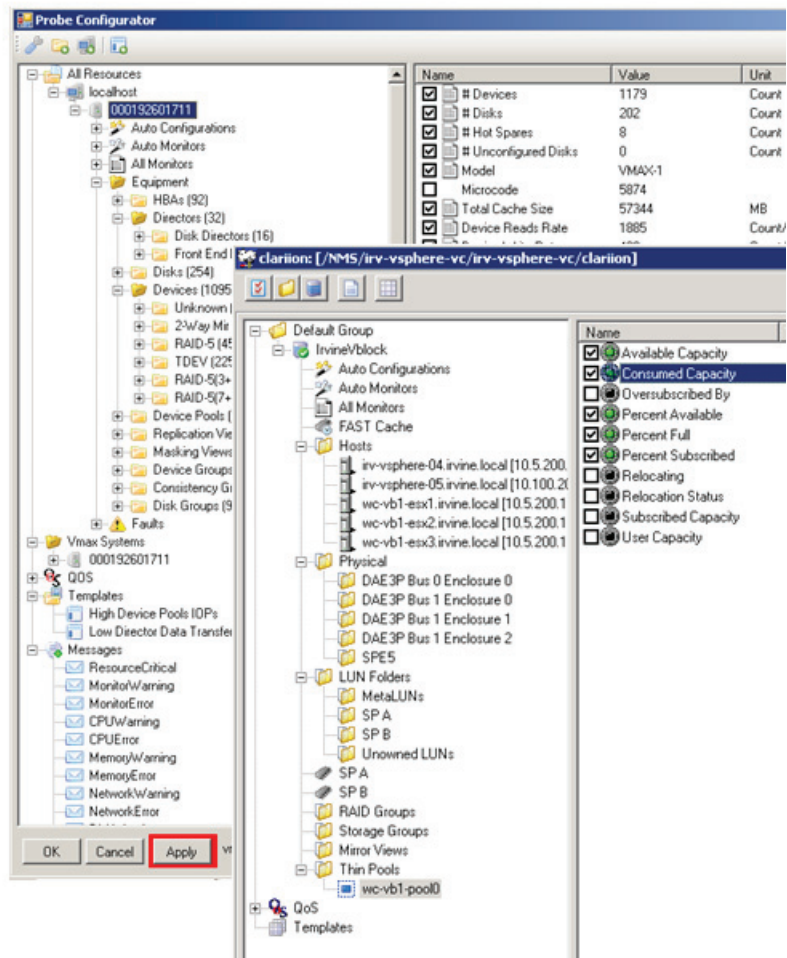 Probe Configurator
All Resources
localhost
000192601711
Auto Configurations
Auto Monitors
All Monitors
Equipment
HBAs (92)
Directors (32)
Disk Directors (16)
Front End
Disks (254)
Devices (1095
Unknown (
2-Way Mir
RAID-5 (45
TDEV (225
RAID-5(3+
RAID-5(7+
Device Pools (
Replication Vie
Masking Views
Device Groups
Consistency Gr
Disk Groups (9
Faults
Vmax Systems
000192601711
QOS
Templates
High Device Pools IOPs
Low Director Data Transfe
Messages
ResourceCritical
MonitorWarning
MonitorError
CPUWarning
CPUError
MemoryWarning
MemoryError
NetworkWarning
NetworkError
OK Cancel Apply
Name Value Unit
# Devices 1179 Count
# Disks 202 Count
# Hot Spares 8 Count
# Unconfigured Disks 0 Count
Model VMAX-1
Microcode 5874
Total Cache Size 57344 MB
Device Reads Rate 1885 Count/
clariion: [/NMS/irv-vsphere-vc/irv-vsphere-vc/clariion]
Default Group
IrvineVblock
Auto Configurations
Auto Monitors
All Monitors
FAST Cache
Hosts
irv-vsphere-04.irvine.local [10.5.200.
irv-vsphere-05.irvine.local [10.100.20
wc-vb1-esx1.irvine.local [10.5.200.1
wc-vb1-esx2.irvine.local [10.5.200.1
wc-vb1-esx3.irvine.local [10.5.200.1
Physical
DAE3P Bus 0 Enclosure 0
DAE3P Bus 1 Enclosure 0
DAE3P Bus 1 Enclosure 1
DAE3P Bus 1 Enclosure 2
SPE5
LUN Folders
MetaLUNs
SP A
SP B
Unowned LUNs
SP A
SP B
RAID Groups
Storage Groups
Mirror Views
Thin Pools
wc-vb1-pool0
QoS
Templates
Name
Available Capacity
Consumed Capacity
Oversubscribed By
Percent Available
Percent Full
Percent Subscribed
Relocating
Relocation Status
Subscribed Capacity
User Capacity